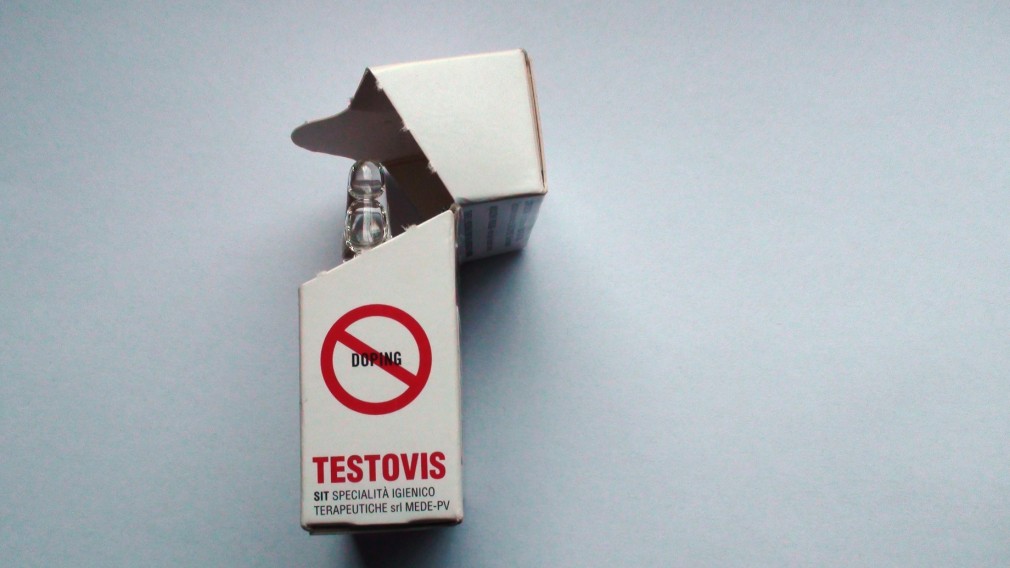 DOPING
TESTOVIS
SIT SPECIALITÀ IGIENICO
TERAPEUTICHE srl MEDE-PV